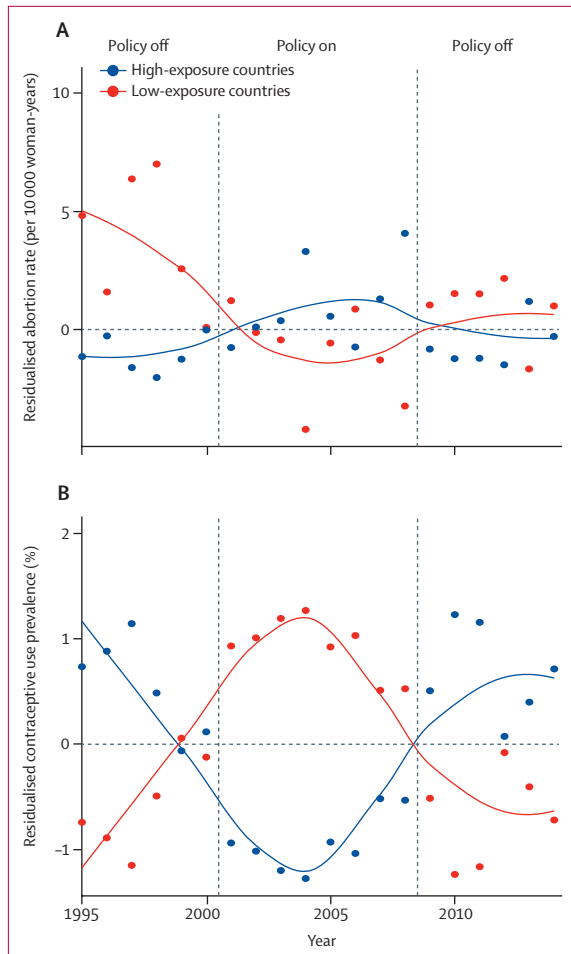 A
Policy off Policy on Policy off
High-exposure countries
Low-exposure countries
Residualised abortion rate (per 10 000 woman-years)
10
5
0
B
Residualised contraceptive use prevalence (%)
2
1
0
–1
1995 2000 2005 2010
Year